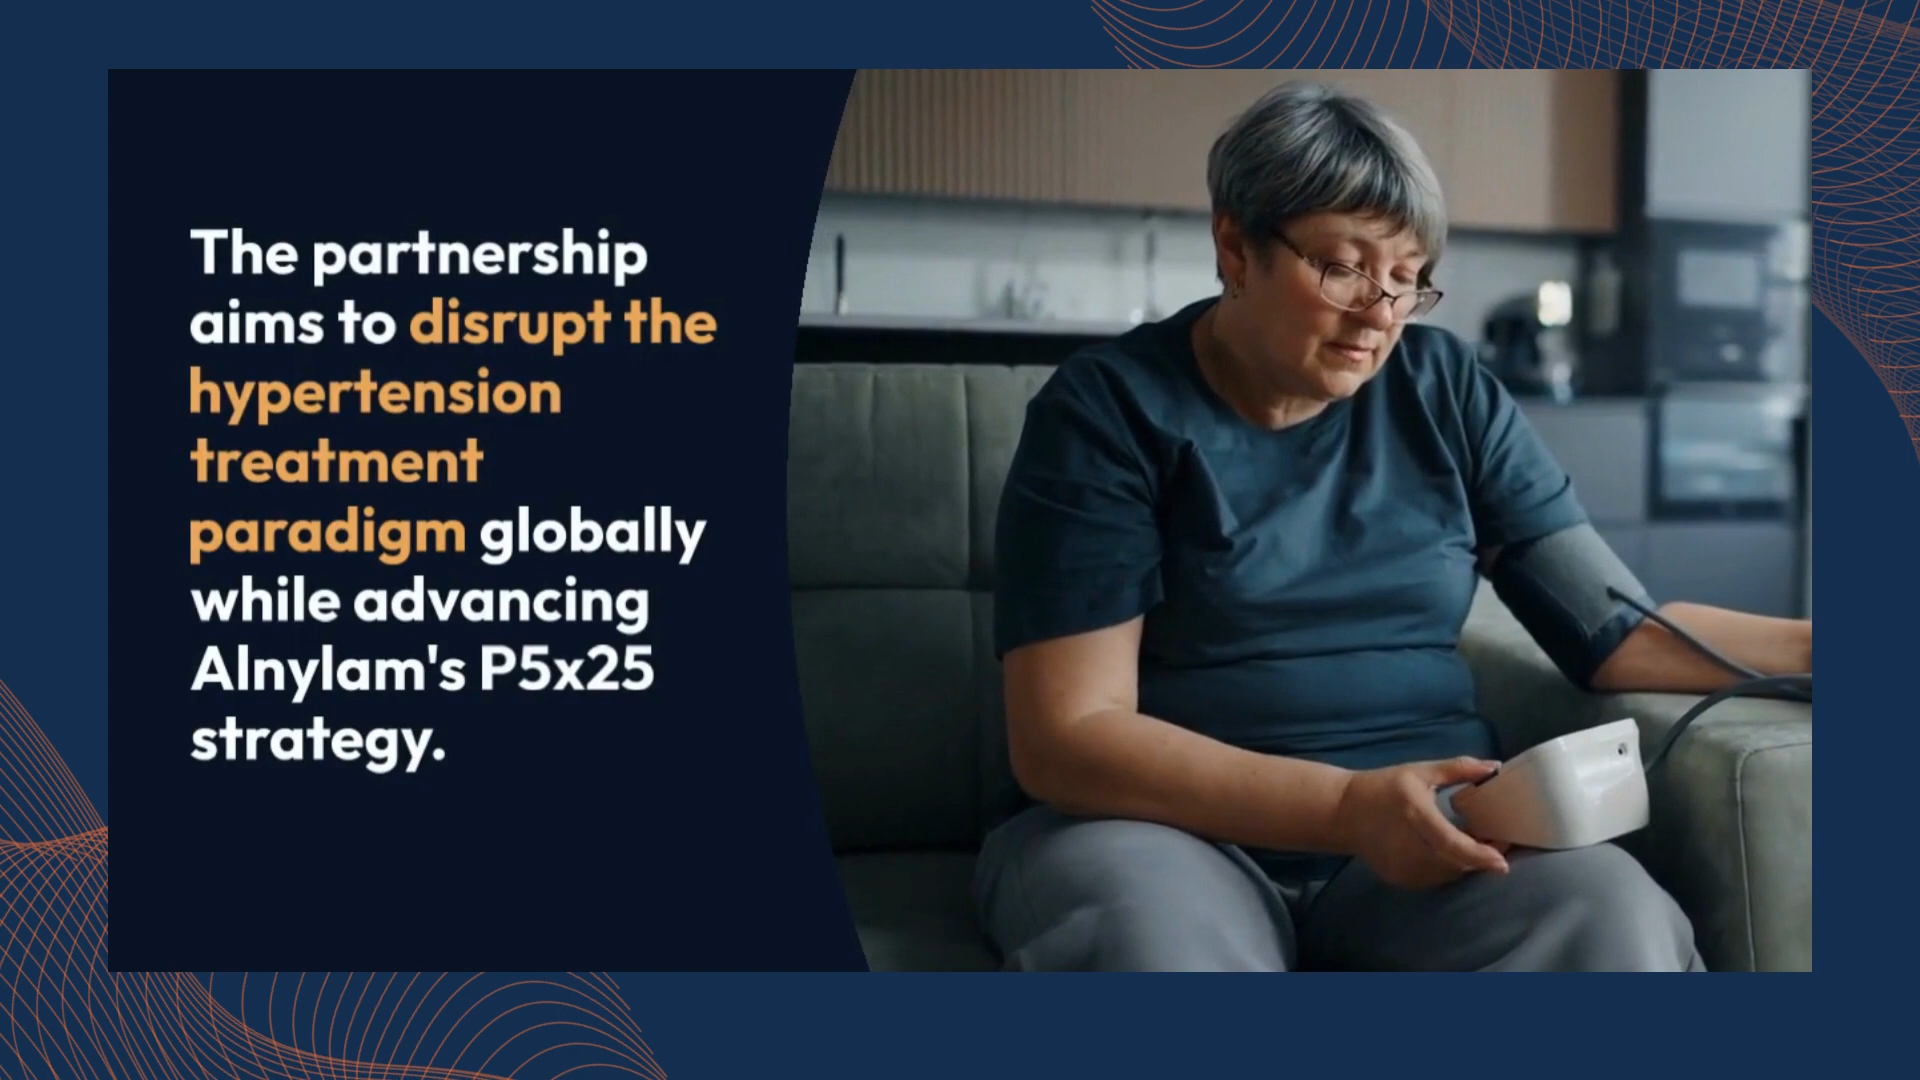 The partnership
aims to disrupt the
hypertension
treatment
paradigm globally
while advancing
Alnylam's P5x25
strategy.